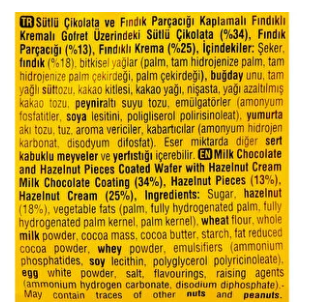 TR Sütlü Çikolata ve Fındık Parçacığı Kaplamalı Fındıklı
Kremalı Gofret Üzerindeki Sütlü Çikolata (%34), Fındık
Parçacığı (%13), Fındıklı Krema (%25), İçindekiler: Şeker,
fındık (%18), bitkisel yağlar (palm, tam hidrojenize palm, tam
hidrojenize palm çekirdeği, palm çekirdeği), buğday unu, tam
yağlı süttozu, kakao kitlesi, kakao yağı, nişasta, yağı azaltılmış
kakao tozu, peyniraltı suyu tozu, emülgatörler (amonyum
fosfatitler, soya lesitini, poligliserol polirisinoleat), yumurta
akı tozu, tuz, aroma vericiler, kabartıcılar (amonyum hidrojen
karbonat, disodyum difosfat). Eser miktarda diğer sert
kabuklu meyveler ve yerfıstığı içerebilir. EN Milk Chocolate
and Hazelnut Pieces Coated Wafer with Hazelnut Cream
Milk Chocolate Coating (34%), Hazelnut Pieces (13%),
Hazelnut Cream (25%), Ingredients: Sugar, hazelnut
(18%), vegetable fats (palm, fully hydrogenated palm, fully
hydrogenated palm kernel, palm kernel), wheat flour, whole
milk powder, cocoa mass, cocoa butter, starch, fat reduced
cocoa powder, whey powder, emulsifiers (ammonium
phosphatides, soy lecithin, polyglycerol polyricinoleate),
egg white powder, salt, flavourings, raising agents
(ammonium hydrogen carbonate, disodium diphosphate).-
May contain traces of other nuts and peanuts.